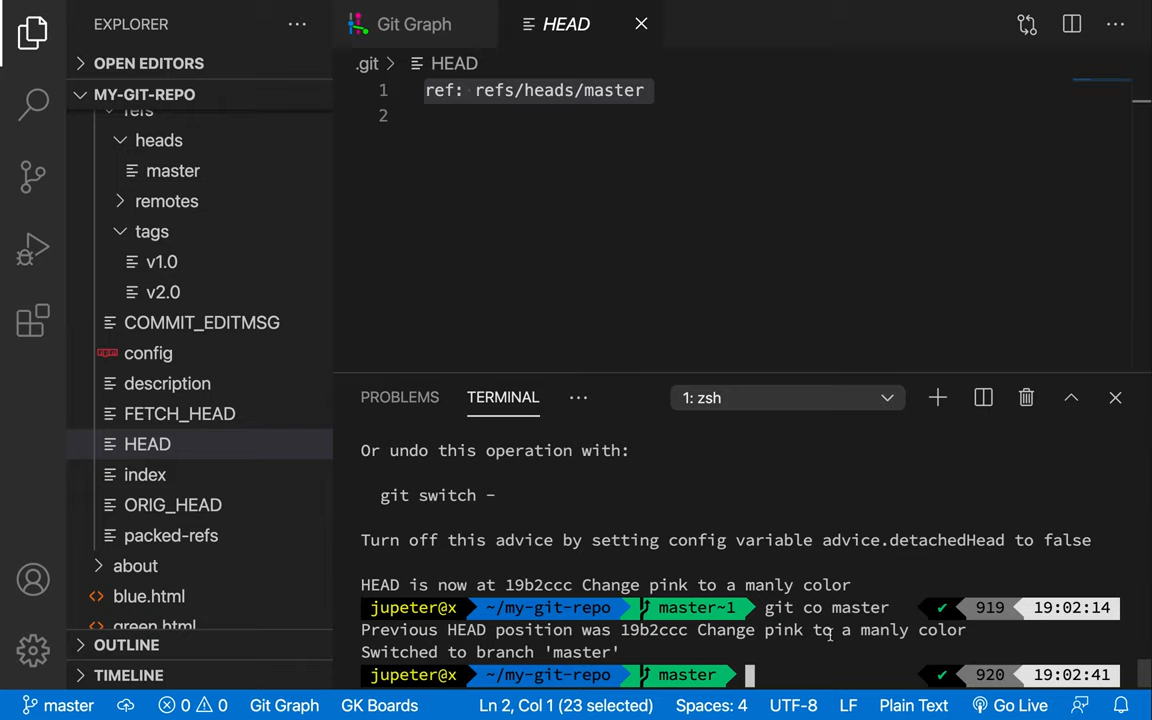 EXPLORER
Git Graph
HEAD
OPEN EDITORS
.git
HEAD
MY-GIT-REPO
1 ref: refs/heads/master
2
refs
heads
master
remotes
tags
v1.0
v2.0
COMMIT_EDITMSG
config
description
FETCH_HEAD
HEAD
index
ORIG_HEAD
packed-refs
about
blue.html
green.html
OUTLINE
TIMELINE
PROBLEMS TERMINAL ··· 1: zsh
Or undo this operation with:
git switch -
Turn off this advice by setting config variable advice.detachedHead to false
HEAD is now at 19b2ccc Change pink to a manly color
jupeter@x ~/my-git-repo master~1 git co master ✔ 919 19:02:14
Previous HEAD position was 19b2ccc Change pink to a manly color
Switched to branch 'master'
jupeter@x ~/my-git-repo master ✔ 920 19:02:41
master 0 0 Git Graph GK Boards Ln 2, Col 1 (23 selected) Spaces: 4 UTF-8 LF Plain Text Go Live